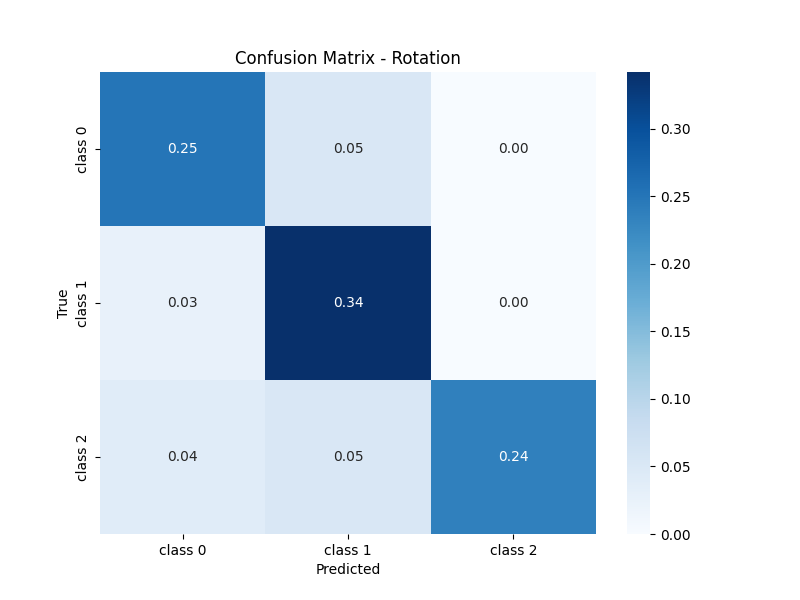 Confusion Matrix - Rotation
class 0
0.25 0.05 0.00
class 1
0.03 0.34 0.00
class 2
0.04 0.05 0.24
True
class 0 class 1 class 2
Predicted
0.30
0.25
0.20
0.15
0.10
0.05
0.00